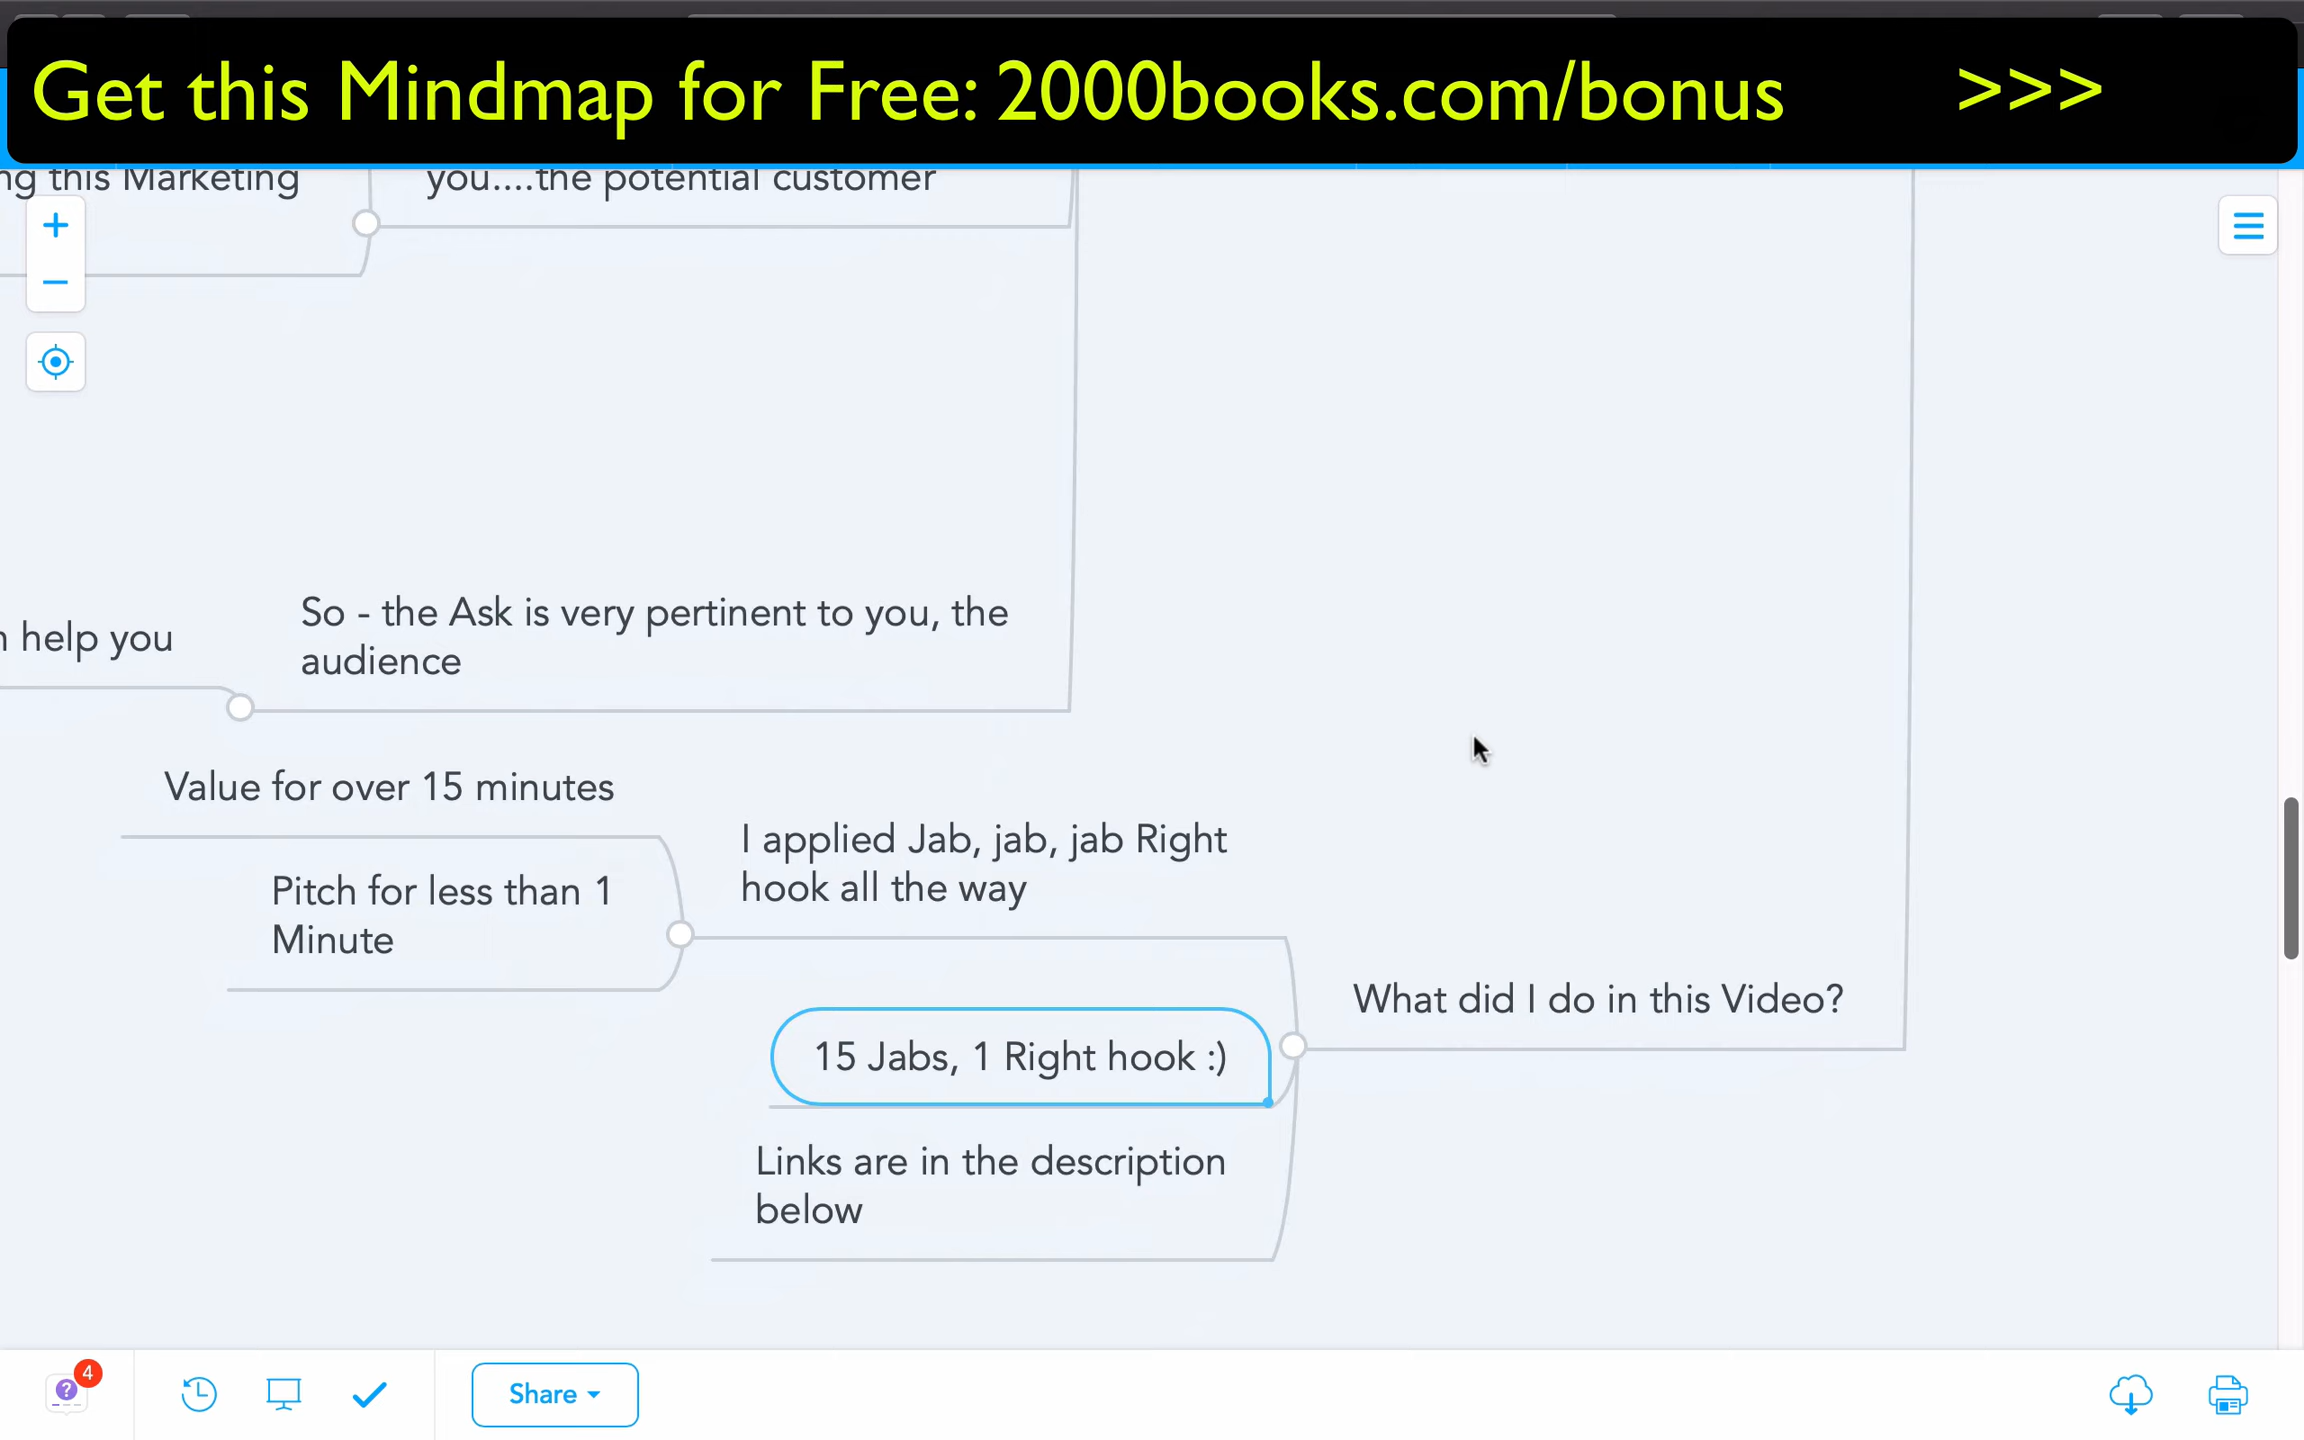 Get this Mindmap for Free: 2000books.com/bonus >>>
ng this Marketing
you....the potential customer
So - the Ask is very pertinent to you, the
audience
help you
Value for over 15 minutes
Pitch for less than 1
Minute
I applied Jab, jab, jab Right
hook all the way
What did I do in this Video?
15 Jabs, 1 Right hook :)
Links are in the description
below
4
?
Share